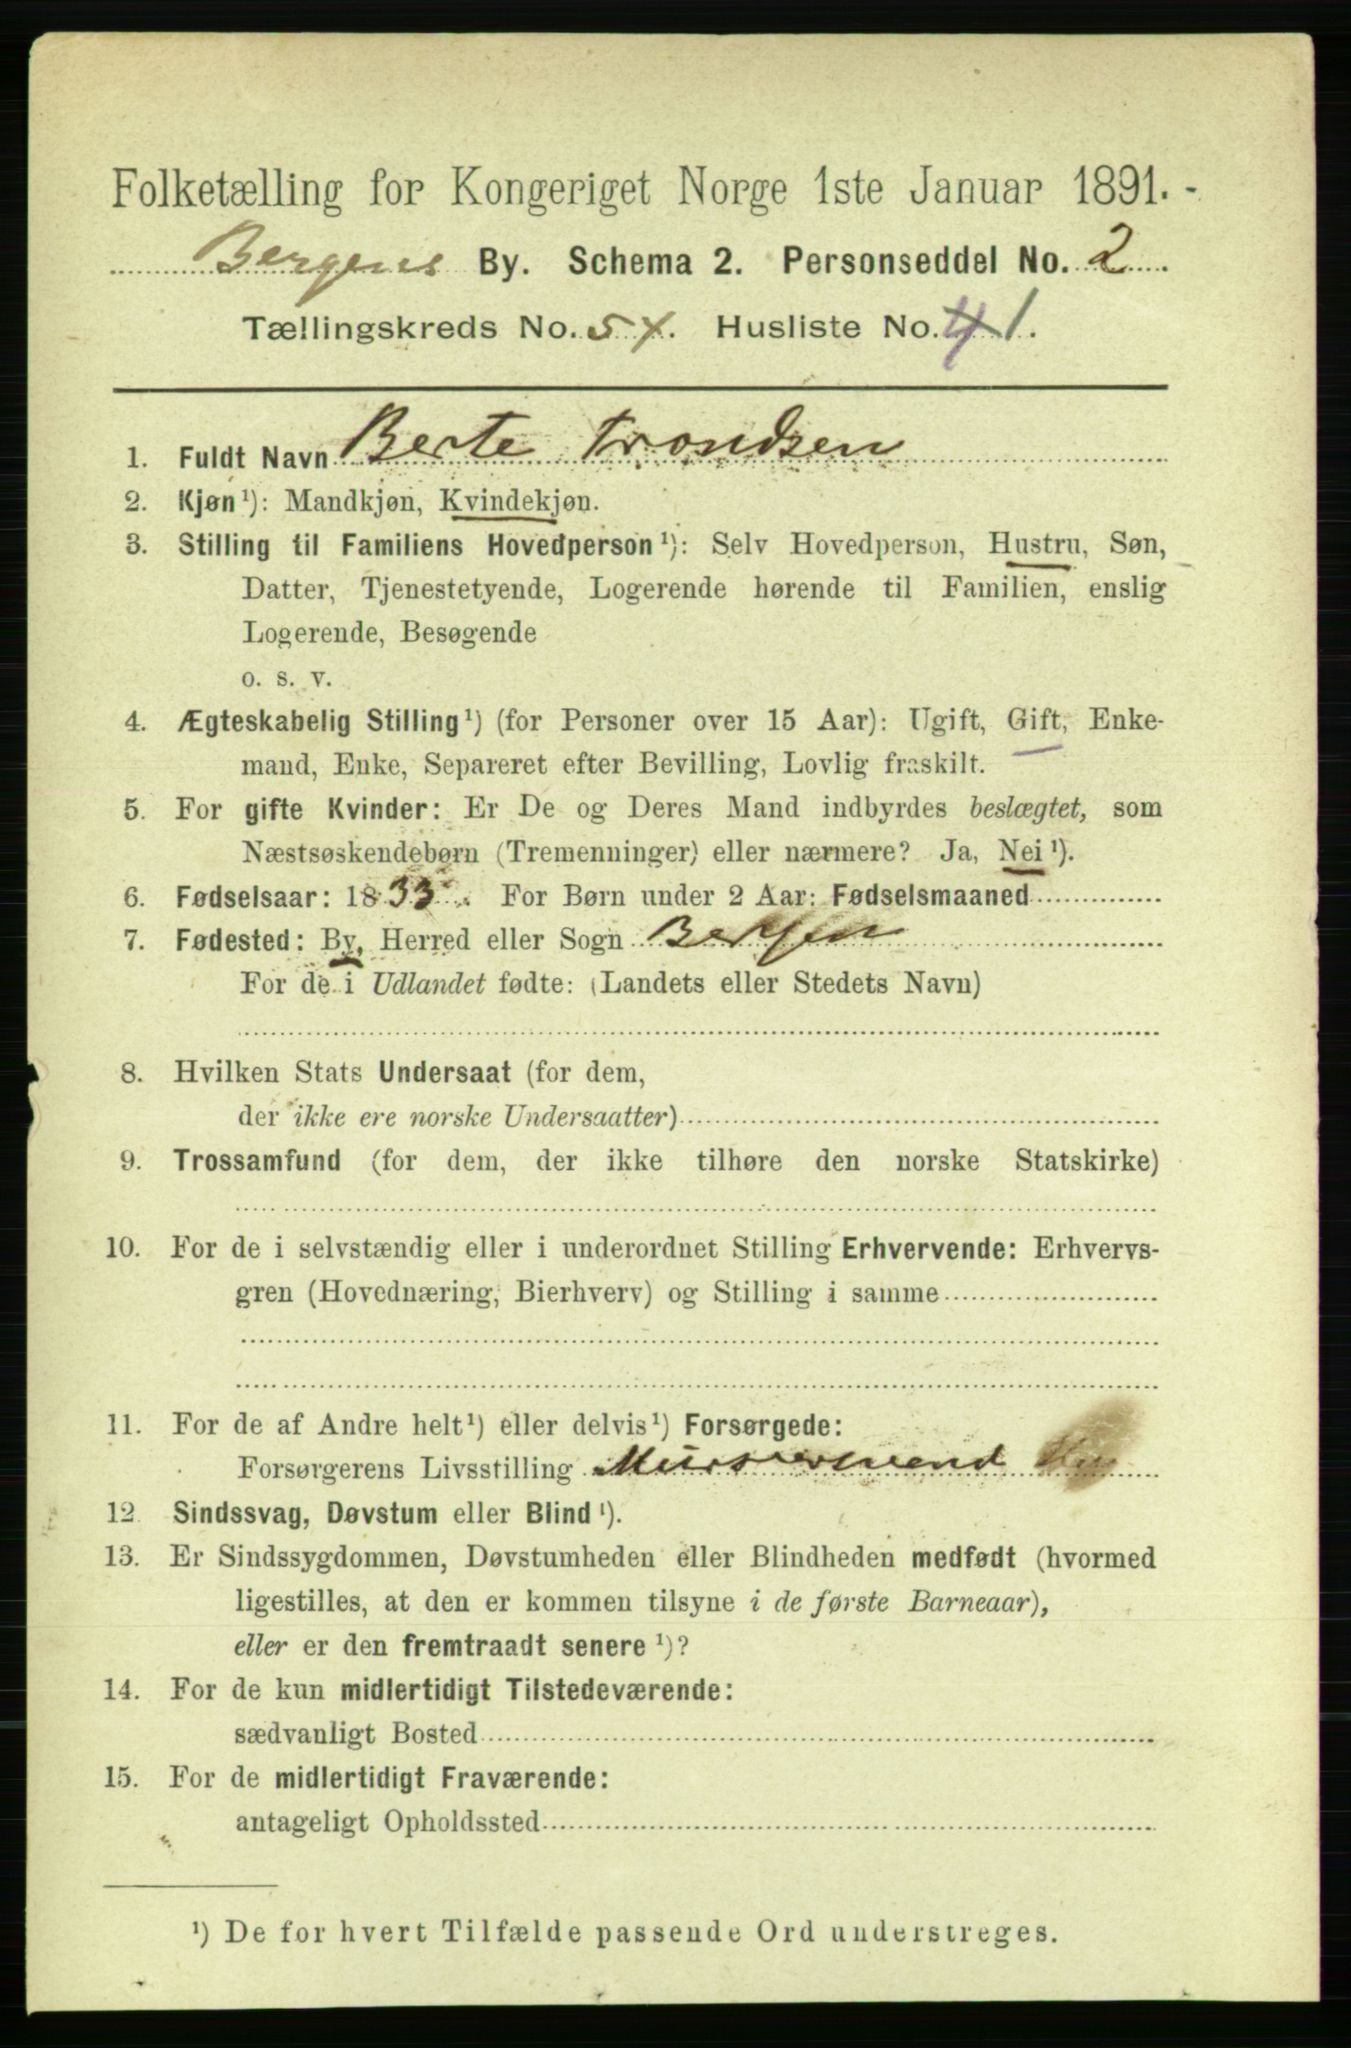 Folketælling for Kongeriget Norge 1ste Januar 1891.
Bergens By. Schema 2. Personseddel No. 2
Tællingskreds No. 54. Husliste No. 41.
1. Fuldt Navn Berte Trondsen
2. Kjøn¹): Mandkjøn, Kvindekjøn.
3. Stilling til Familiens Hovedperson¹): Selv Hovedperson, Hustru, Søn,
Datter, Tjenestetyende, Logerende hørende til Familien, enslig
Logerende, Besøgende
o. s. v.
4. Ægteskabelig Stilling¹) (for Personer over 15 Aar): Ugift, Gift, Enke-
mand, Enke, Separeret efter Bevilling, Lovlig fraskilt.
5. For gifte Kvinder: Er De og Deres Mand indbyrdes beslægtet, som
Næstsøskendebørn (Tremenninger) eller nærmere? Ja, Nei¹).
6. Fødselsaar: 1833. For Børn under 2 Aar: Fødselsmaaned
7. Fødested: By, Herred eller Sogn Bergen
For de i Udlandet fødte: (Landets eller Stedets Navn)
8. Hvilken Stats Undersaat (for dem,
der ikke ere norske Undersaatter)
9. Trossamfund (for dem, der ikke tilhøre den norske Statskirke)
10. For de i selvstændig eller i underordnet Stilling Erhvervende: Erhvervs-
gren (Hovednæring, Bierhverv) og Stilling i samme
11. For de af Andre helt¹) eller delvis¹) Forsørgede:
Forsørgerens Livsstilling Mursvend
12 Sindssvag, Døvstum eller Blind¹).
13. Er Sindssygdommen, Døvstumheden eller Blindheden medfødt (hvormed
ligestilles, at den er kommen tilsyne i de første Barneaar),
eller er den fremtraadt senere¹)?
14. For de kun midlertidigt Tilstedeværende:
sædvanligt Bosted
15. For de midlertidigt Fraværende:
antageligt Opholdssted
¹) De for hvert Tilfælde passende Ord understreges.